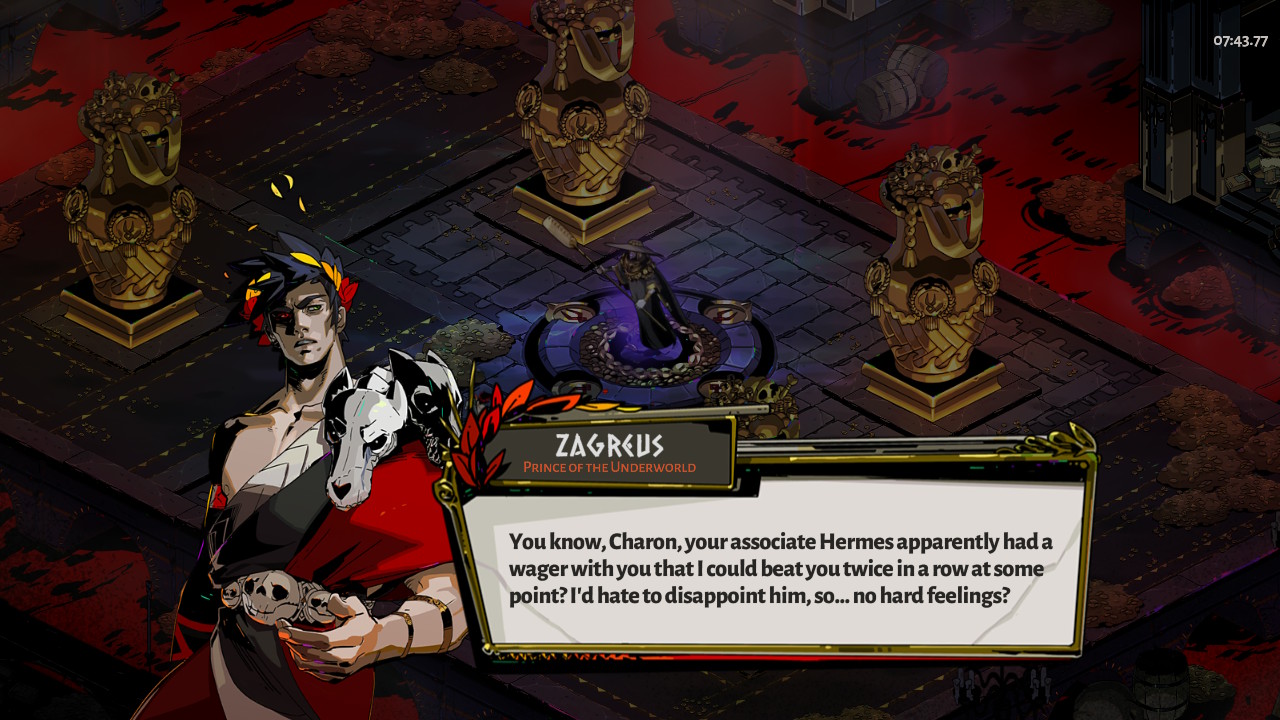 07:43.77
ZAGREUS
PRINCE OF THE UNDERWORLD
You know, Charon, your associate Hermes apparently had a
wager with you that I could beat you twice in a row at some
point? I'd hate to disappoint him, so... no hard feelings?